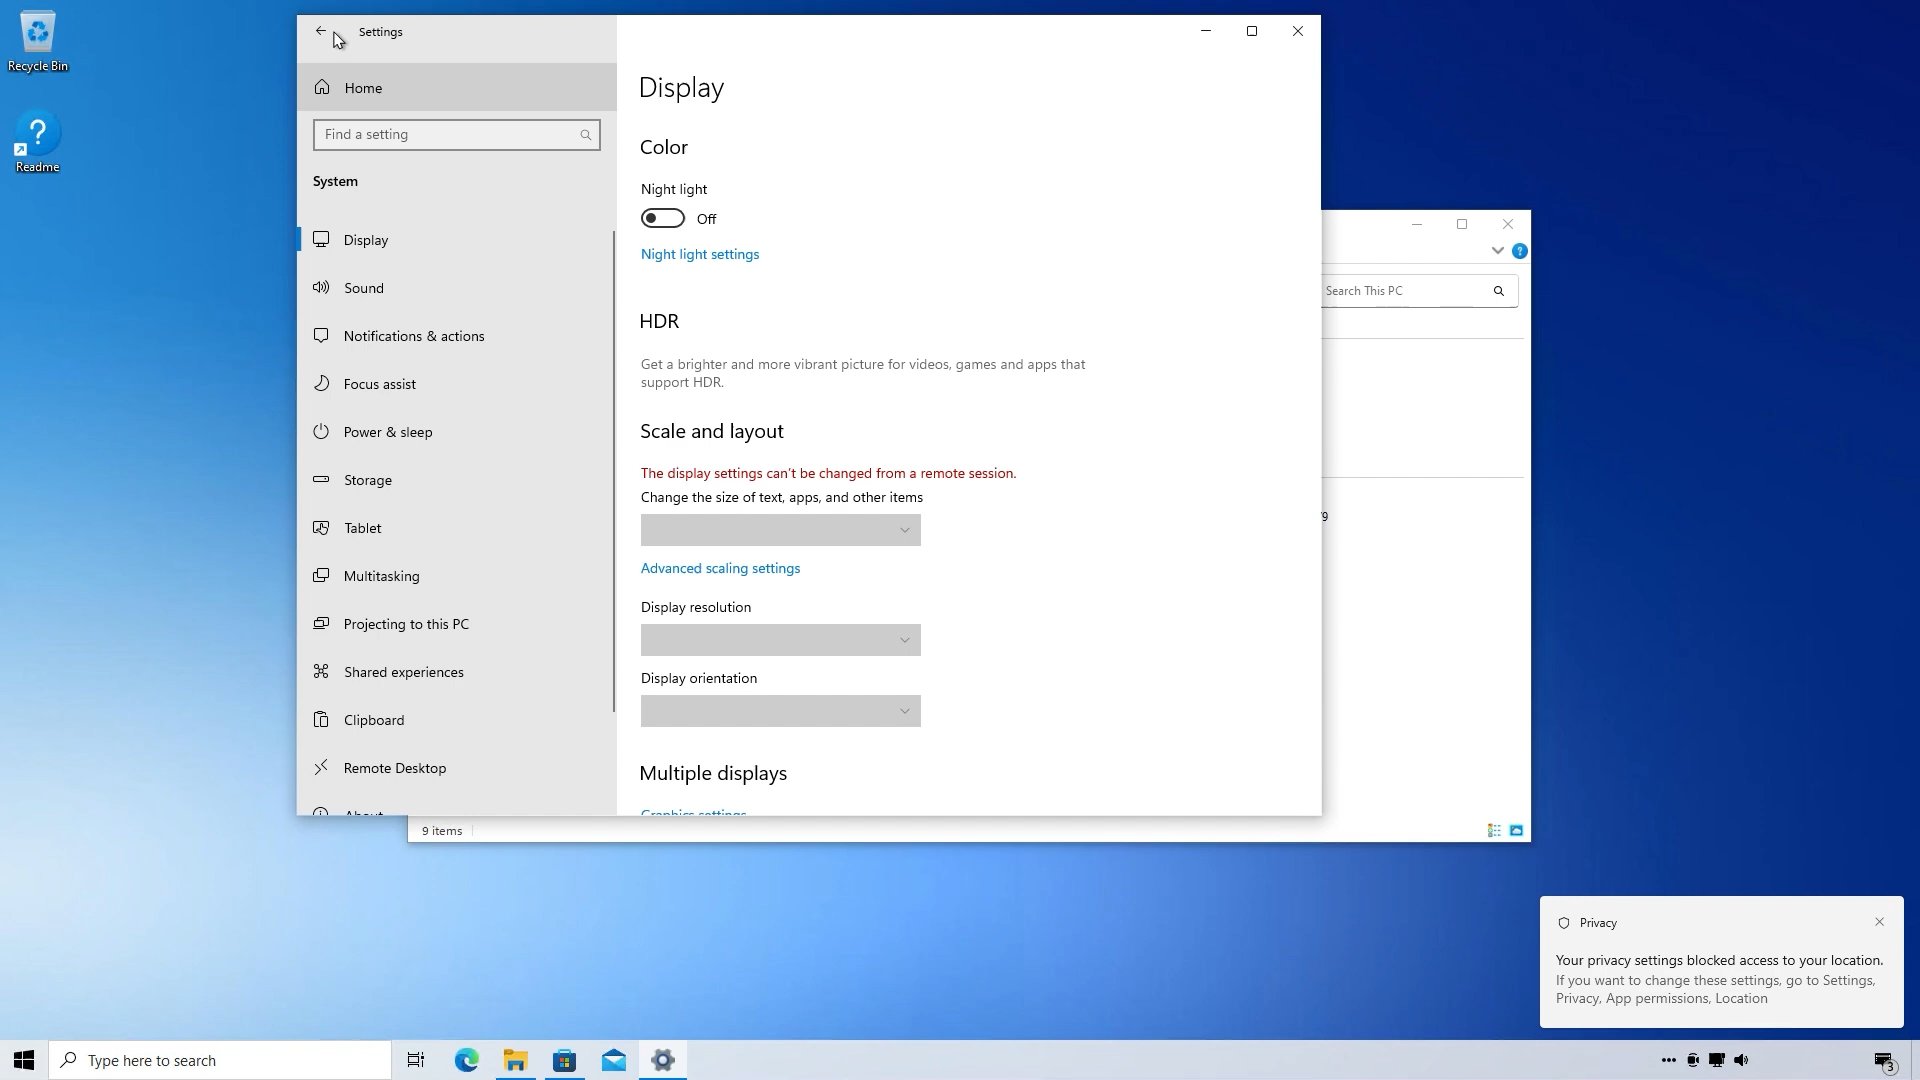 Recycle Bin
Readme
Settings
Home
Find a setting
System
Display
Sound
Notifications & actions
Focus assist
Power & sleep
Storage
Tablet
Multitasking
Projecting to this PC
Shared experiences
Clipboard
Remote Desktop
About
Display
Color
Night light
Off
Night light settings
HDR
Get a brighter and more vibrant picture for videos, games and apps that
support HDR.
Scale and layout
The display settings can't be changed from a remote session.
Change the size of text, apps, and other items
Advanced scaling settings
Display resolution
Display orientation
Multiple displays
Graphics settings
Search This PC
9 items
Privacy
Your privacy settings blocked access to your location.
If you want to change these settings, go to Settings,
Privacy, App permissions, Location
Type here to search
3